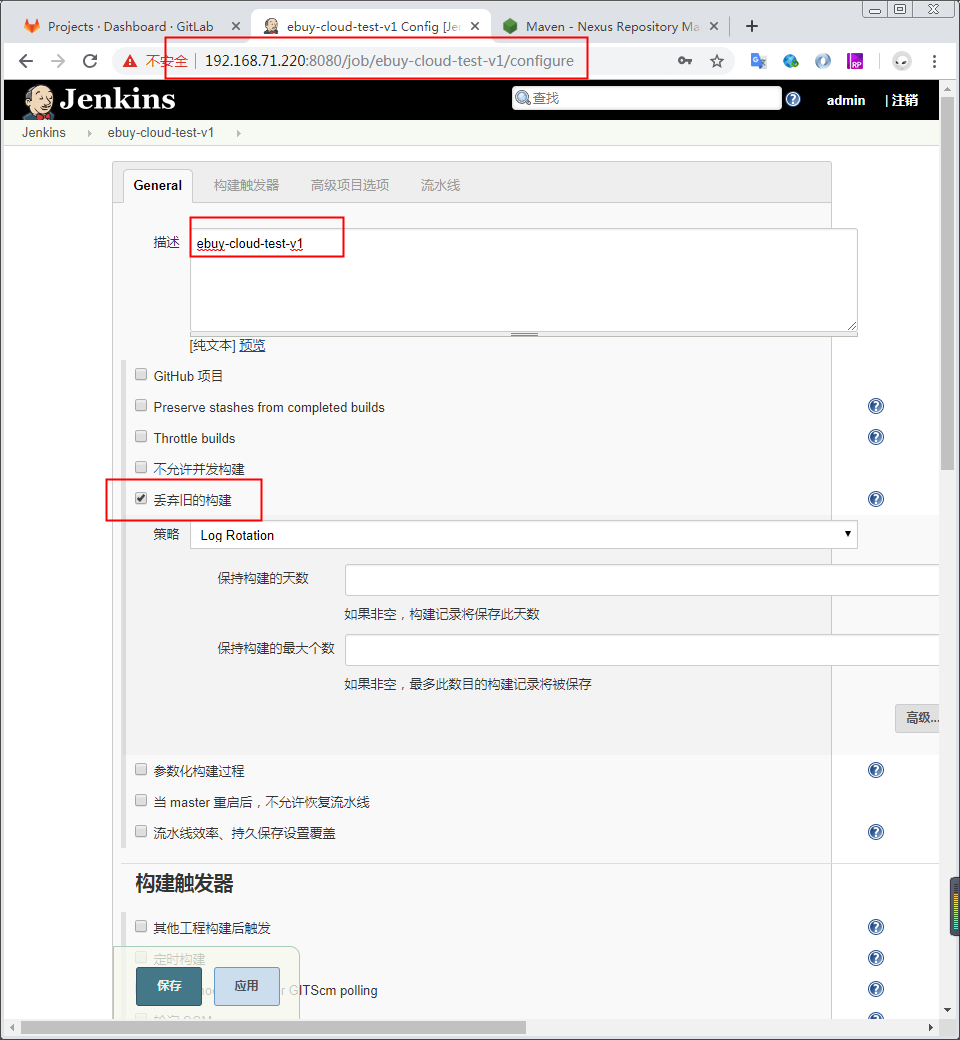 Projects · Dashboard · GitLab
ebuy-cloud-test-v1 Config [Je
Maven - Nexus Repository Ma
不安全
192.168.71.220:8080/job/ebuy-cloud-test-v1/configure
RP
Jenkins
查找
admin
| 注销
Jenkins
ebuy-cloud-test-v1
General
构建触发器
高级项目选项
流水线
描述
ebuy-cloud-test-v1
[纯文本] 预览
GitHub 项目
Preserve stashes from completed builds
Throttle builds
不允许并发构建
丢弃旧的构建
策略
Log Rotation
保持构建的天数
如果非空，构建记录将保存此天数
保持构建的最大个数
如果非空，最多此数目的构建记录将被保存
高级...
参数化构建过程
当 master 重启后，不允许恢复流水线
流水线效率、持久保存设置覆盖
构建触发器
其他工程构建后触发
定时构建
保存
应用
GITScm polling